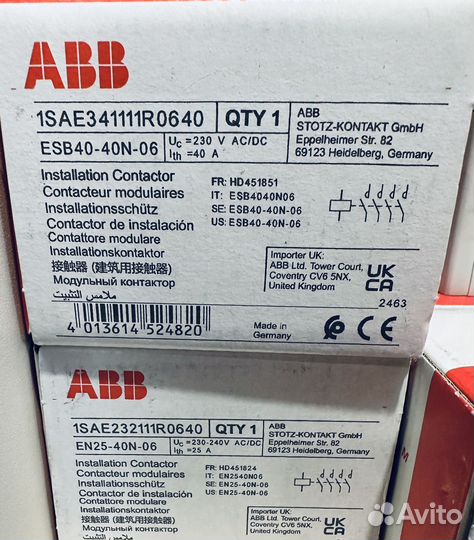 ABB
1SAE341111R0640 QTY 1
ESB40-40N-06 Uc = 230 V AC/DC
Ith = 40 A
ABB
STOTZ-KONTAKT GmbH
Eppelheimer Str. 82
69123 Heidelberg, Germany
Installation Contactor
Contacteur modulaires
Installationsschütz
Contactor de instalación
Contattore modulare
Installationskontaktor
接触器 (建筑用接触器)
Модульный контактор
ملامس التثبيت
FR: HD451851
IT: ESB4040N06
SE: ESB40-40N-06
US: ESB40-40N-06
Importer UK:
ABB Ltd. Tower Court,
Coventry CV6 5NX,
United Kingdom
UK
CA
2463
4 013614 524820
Made in
Germany
CE
ABB
1SAE232111R0640 QTY 1
EN25-40N-06 Uc = 230-240V AC/DC
Ith = 25 A
ABB
STOTZ-KONTAKT GmbH
Eppelheimer Str. 82
69123 Heidelberg, Germany
Installation Contactor
Contacteur modulaires
Installationsschütz
Contactor de instalación
Contattore modulare
Installationskontaktor
接触器 (建筑用接触器)
Модульный контактор
FR: HD451824
IT: EN2540N06
SE: EN25-40N-06
US: EN25-40N-06
Importer UK:
ABB Ltd. Tower Court,
Coventry CV6 5NX,
United Kingdom
UK
CA
M
Avito